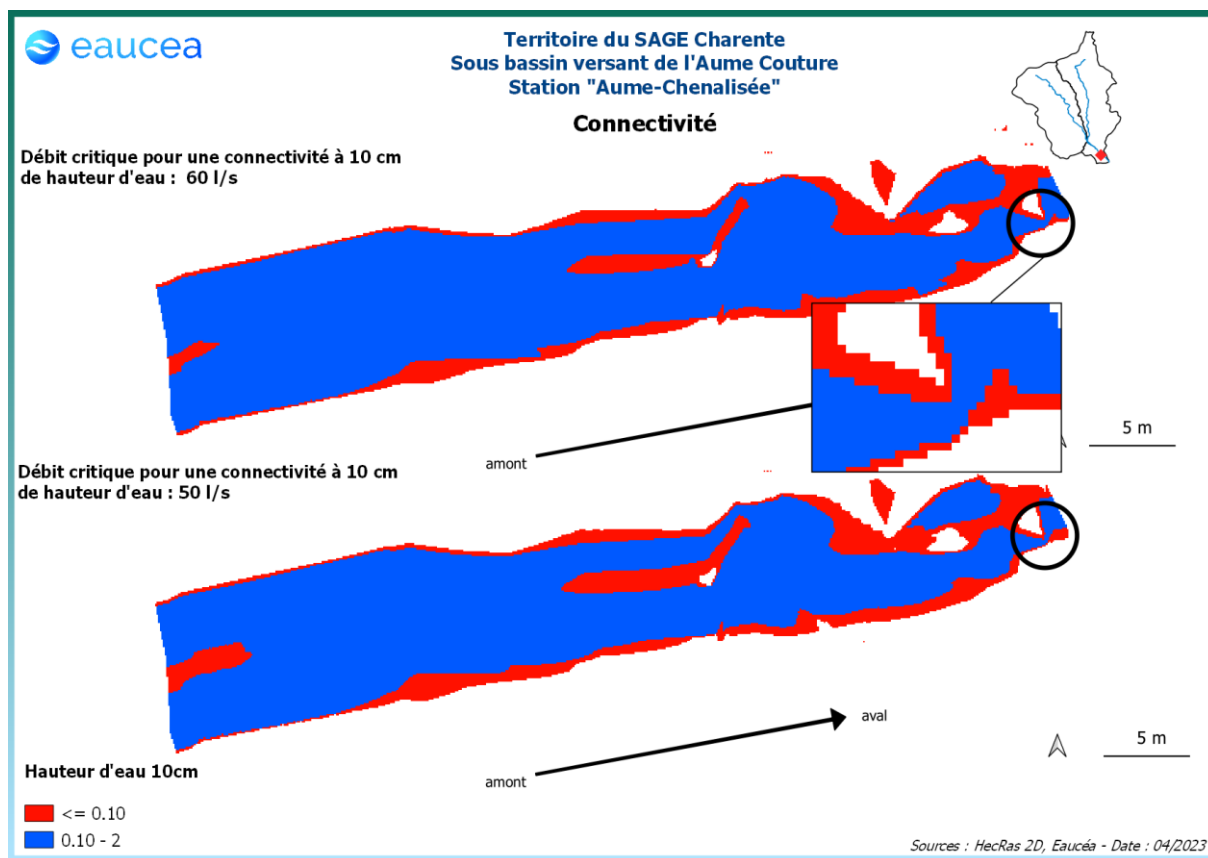 eaucea
Territoire du SAGE Charente
Sous bassin versant de l'Aume Couture
Station "Aume-Chenalisée"
Connectivité
Débit critique pour une connectivité à 10 cm
de hauteur d'eau : 60 l/s
amont
5 m
Débit critique pour une connectivité à 10 cm
de hauteur d'eau : 50 l/s
aval
amont
5 m
Hauteur d'eau 10cm
<= 0.10
0.10 - 2
Sources : HecRas 2D, Eaucéa - Date : 04/2023